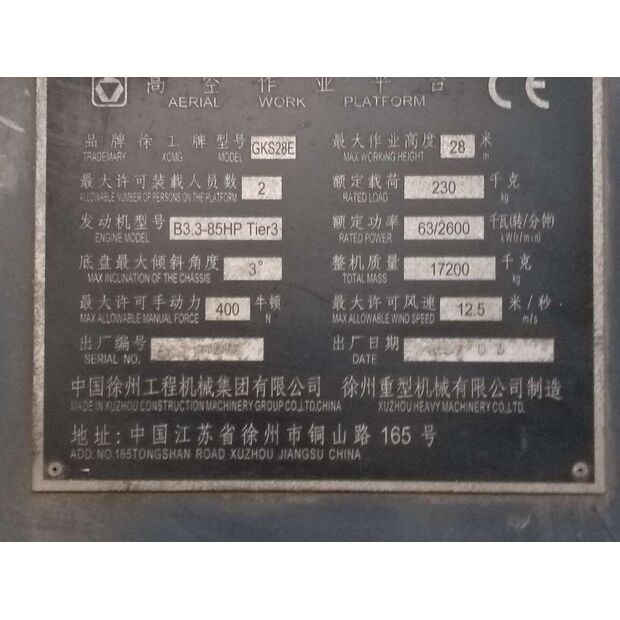 高空作业平台 CE
AERIAL WORK PLATFORM
品牌徐工牌型号 GKS28E 最大作业高度 28 米
TRADEMARK XCMG MODEL MAX WORKING HEIGHT m
最大许可装载人员数 2 额定载荷 230 千克
ALLOWABLE NUMBER OF PERSONS ON THE PLATFORM RATED LOAD kg
发动机型号 B3.3-85HP Tier3 额定功率 63/2600 千瓦(转/分钟)
ENGINE MODEL RATED POWER kW(r/min)
底盘最大倾斜角度 3° 整机质量 17200 千克
MAX INCLINATION OF THE CHASSIS TOTAL MASS kg
最大许可手动力 400 牛顿 最大许可风速 12.5 米/秒
MAX ALLOWABLE MANUAL FORCE N MAX ALLOWABLE WIND SPEED m/s
出厂编号 出厂日期
SERIAL NO. DATE
中国徐州工程机械集团有限公司 徐州重型机械有限公司制造
MADE IN XUZHOU CONSTRUCTION MACHINERY GROUP CO.,LTD.CHINA XUZHOU HEAVY MACHINERY CO.,LTD.
地址:中国江苏省徐州市铜山路 165 号
ADD: NO.165TONGSHAN ROAD XUZHOU JIANGSU CHINA